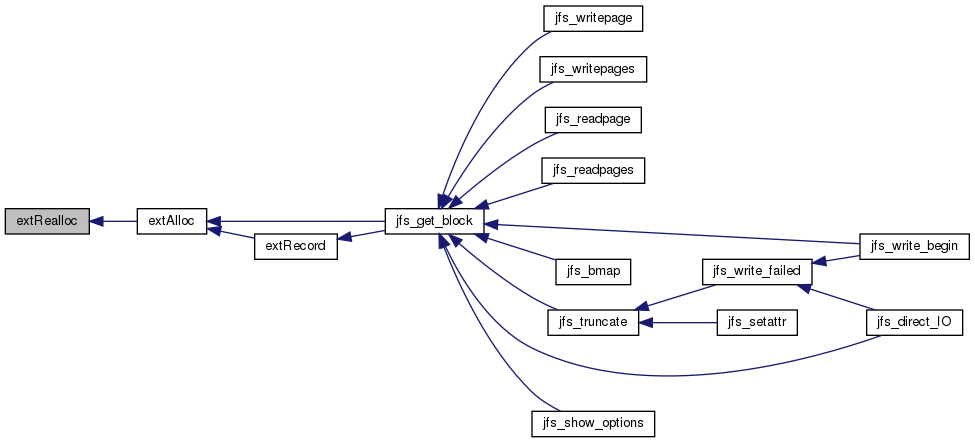 jfs_writepage
jfs_writepages
jfs_readpage
jfs_readpages
extRealloc
extAlloc
jfs_get_block
extRecord
jfs_write_begin
jfs_bmap
jfs_write_failed
jfs_truncate
jfs_setattr
jfs_direct_IO
jfs_show_options